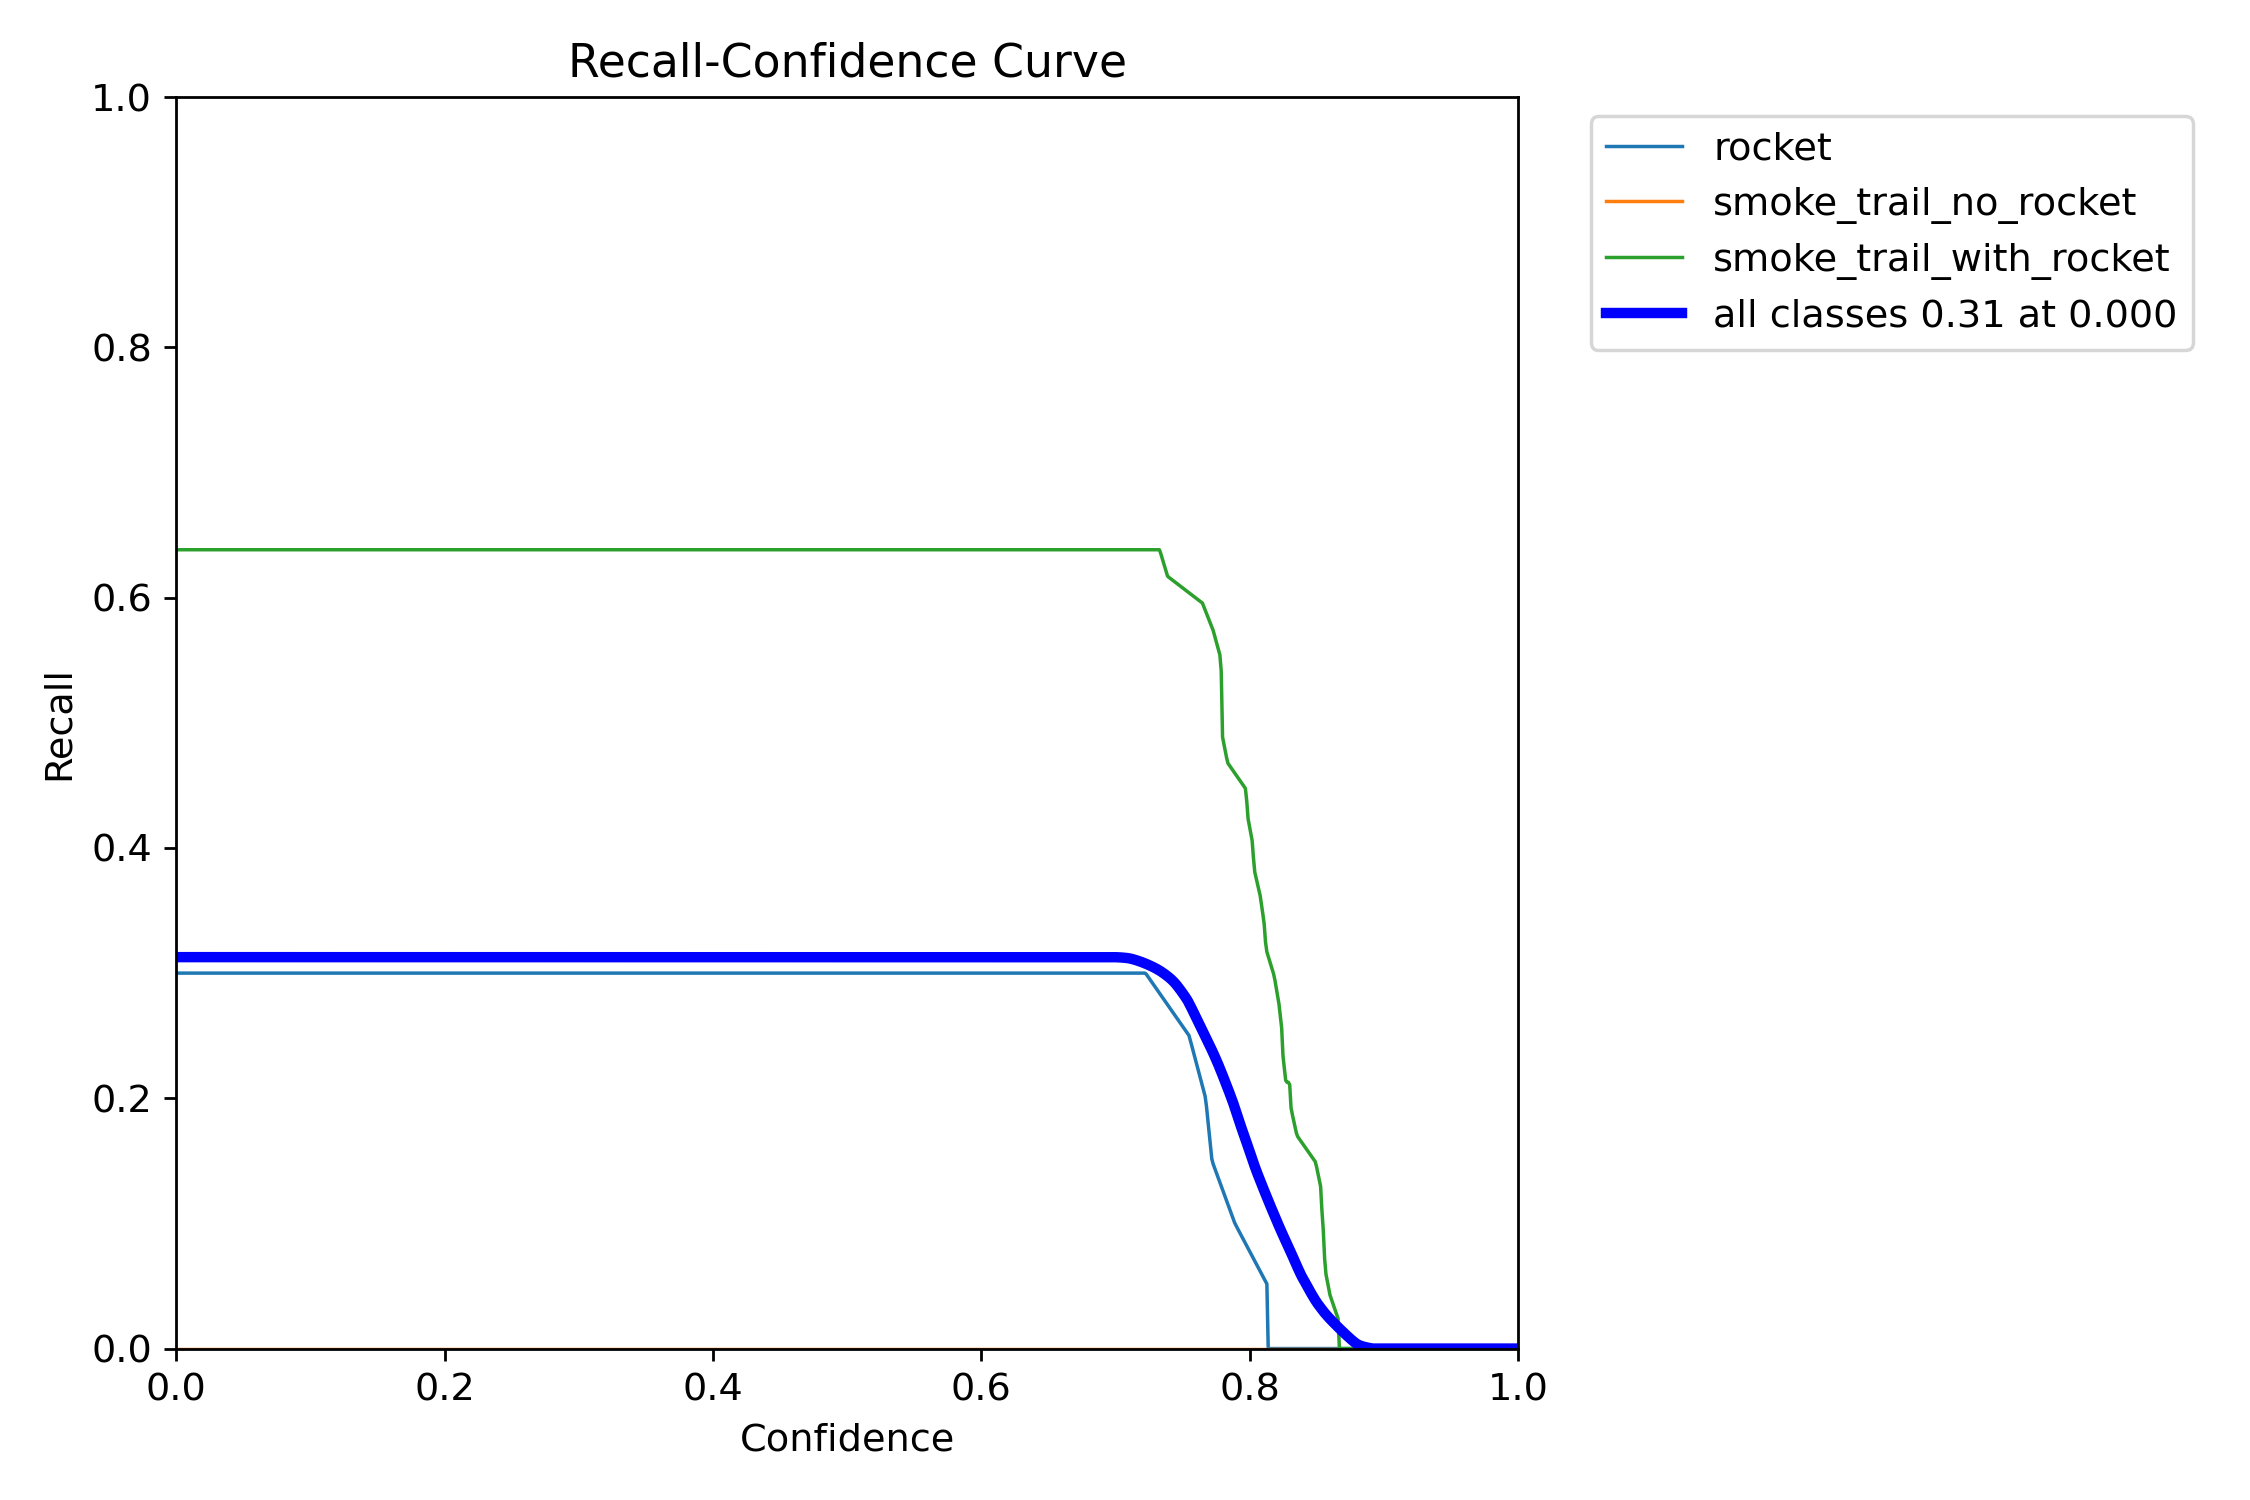 Recall-Confidence Curve
1.0
0.8
0.6
0.4
0.2
0.0
Recall
0.0 0.2 0.4 0.6 0.8 1.0
Confidence
rocket
smoke_trail_no_rocket
smoke_trail_with_rocket
all classes 0.31 at 0.000